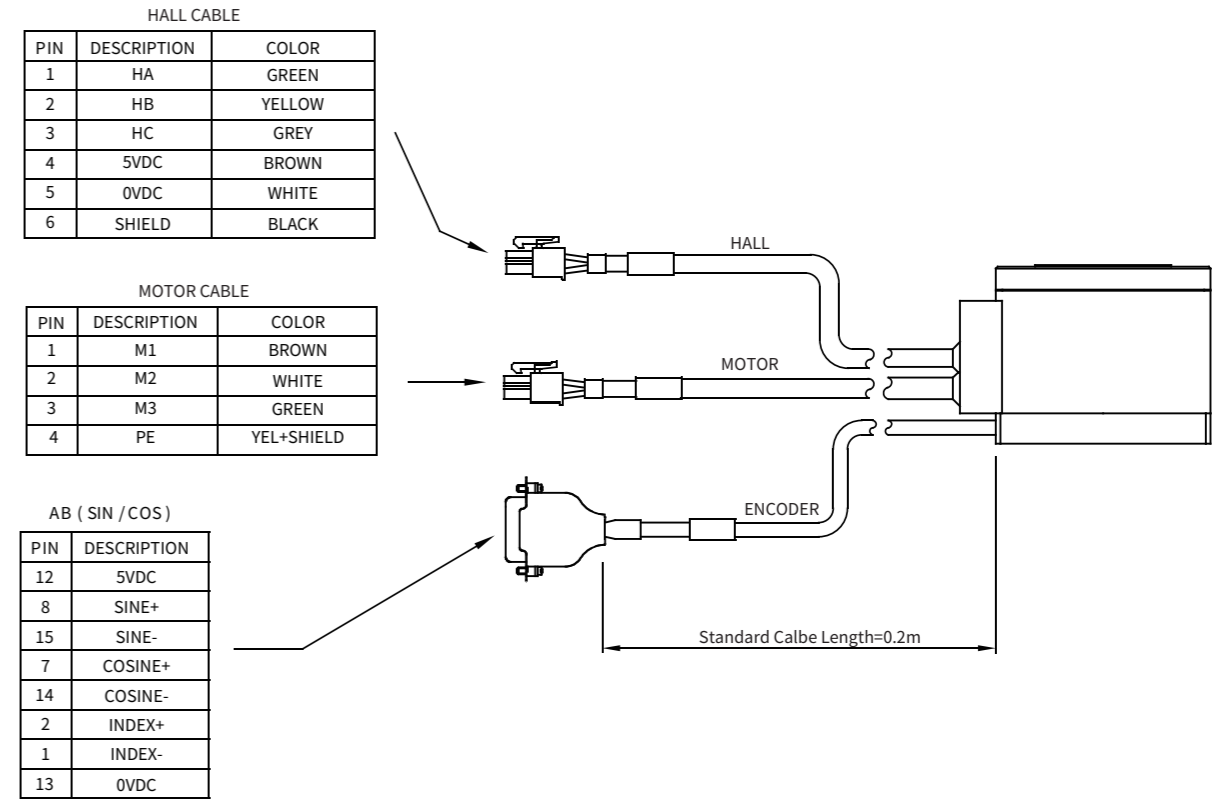 HALL CABLE
PIN DESCRIPTION COLOR
1 HA GREEN
2 HB YELLOW
3 HC GREY
4 5VDC BROWN
5 0VDC WHITE
6 SHIELD BLACK
HALL
MOTOR CABLE
PIN DESCRIPTION COLOR
1 M1 BROWN
2 M2 WHITE
3 M3 GREEN
4 PE YEL+SHIELD
MOTOR
AB ( SIN / COS )
PIN DESCRIPTION
12 5VDC
8 SINE+
15 SINE-
7 COSINE+
14 COSINE-
2 INDEX+
1 INDEX-
13 0VDC
ENCODER
Standard Calbe Length=0.2m